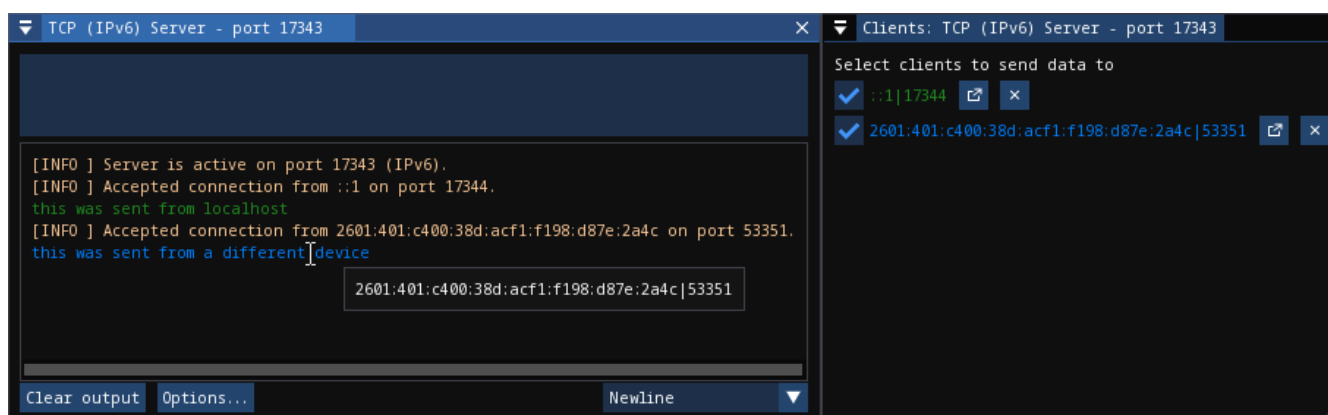 TCP (IPv6) Server - port 17343
[INFO ] Server is active on port 17343 (IPv6).
[INFO ] Accepted connection from ::1 on port 17344.
this was sent from localhost
[INFO ] Accepted connection from 2601:401:c400:38d:acf1:f198:d87e:2a4c on port 53351.
this was sent from a different device
2601:401:c400:38d:acf1:f198:d87e:2a4c|53351
Clear output Options... Newline
Clients: TCP (IPv6) Server - port 17343
Select clients to send data to
::1|17344
2601:401:c400:38d:acf1:f198:d87e:2a4c|53351